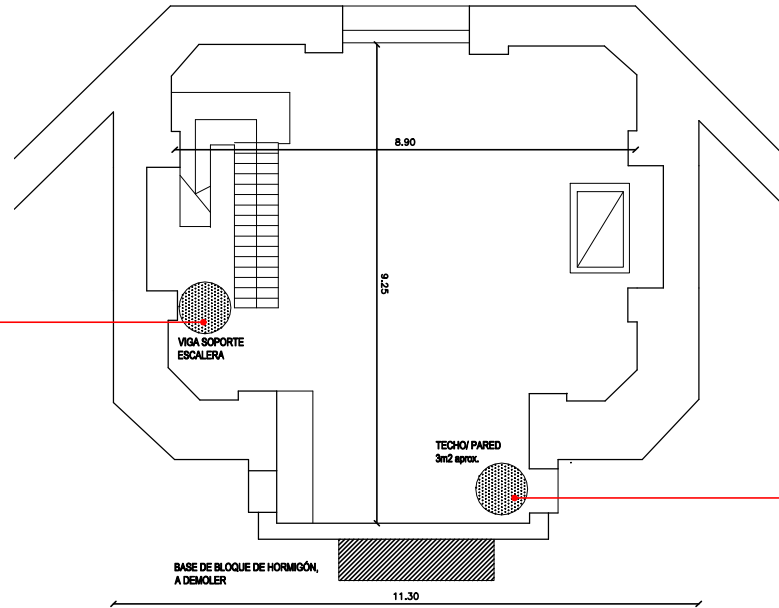 8.90
9.25
VIGA SOPORTE
ESCALERA
TECHO/ PARED
3m2 aprox.
BASE DE BLOQUE DE HORMIGÓN,
A DEMOLER
11.30